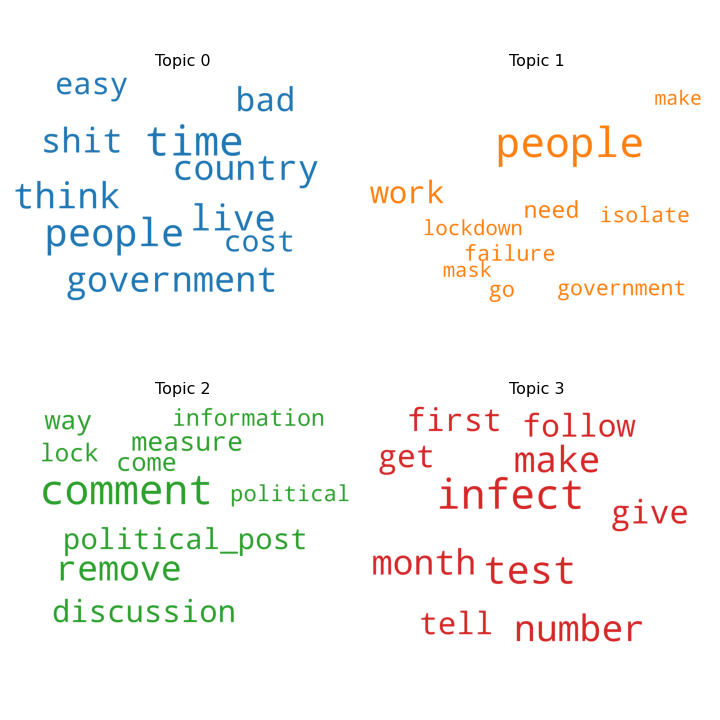 Topic 0
easy
bad
shit
time
country
think
live
people
cost
government
Topic 1
make
people
work
need
isolate
lockdown
failure
mask
go
government
Topic 2
way
information
measure
lock
come
comment
political
political_post
remove
discussion
Topic 3
first
follow
get
make
infect
give
month
test
tell
number